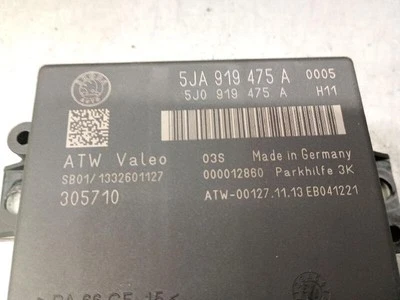 5JA 919 475 A 0005
5J0 919 475 A H11
ATW Valeo 03S Made in Germany
SB01/1332601127 000012860 Parkhilfe 3K
305710 ATW-00127.11.13 EB041221